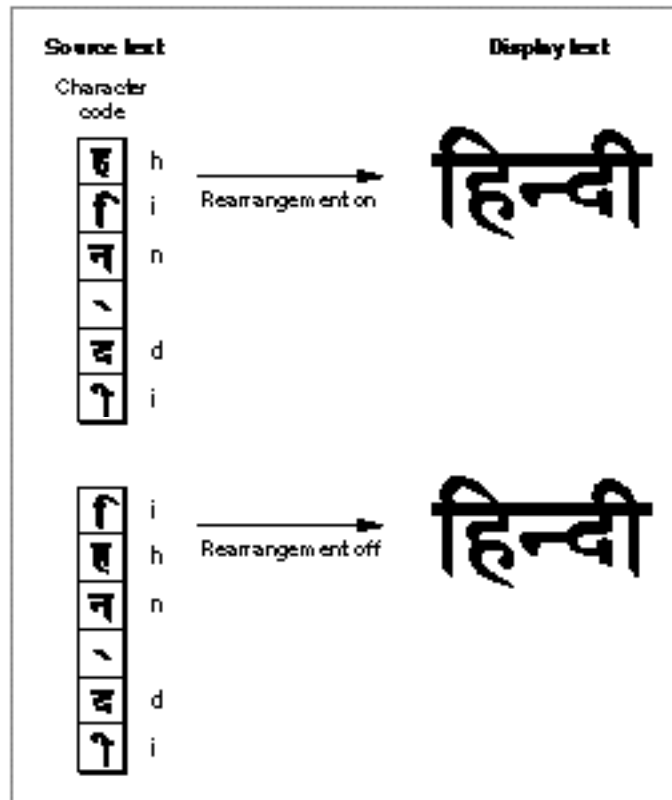 Source text Display text
Character
code
ह h
ि i
न n
्
द d
ी i
Rearrangement on
हिन्दी
ि i
ह h
न n
्
द d
ी i
Rearrangement off
हिन्दी